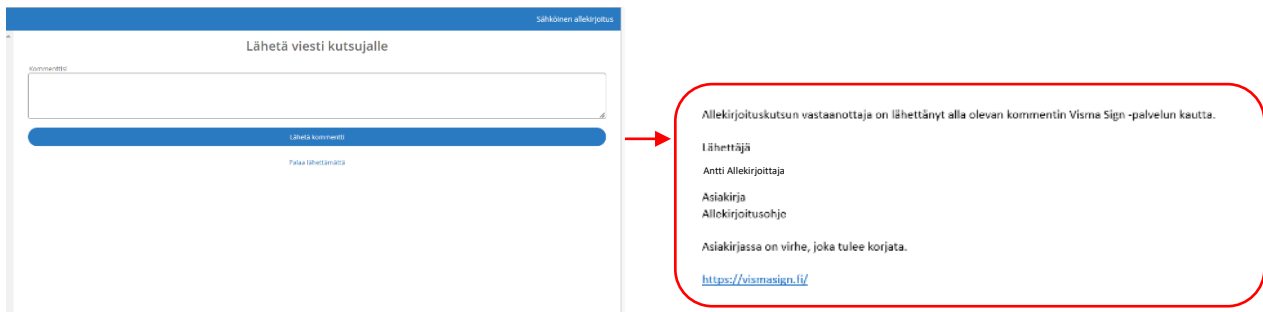 Sähköinen allekirjoitus
Lähetä viesti kutsujalle
Kommenttisi
Lähetä kommentti
Palaa lähettämättä
Allekirjoituskutsun vastaanottaja on lähettänyt alla olevan kommentin Visma Sign -palvelun kautta.
Lähettäjä
Antti Allekirjoittaja
Asiakirja
Allekirjoitusohje
Asiakirjassa on virhe, joka tulee korjata.
https://vismasign.fi/